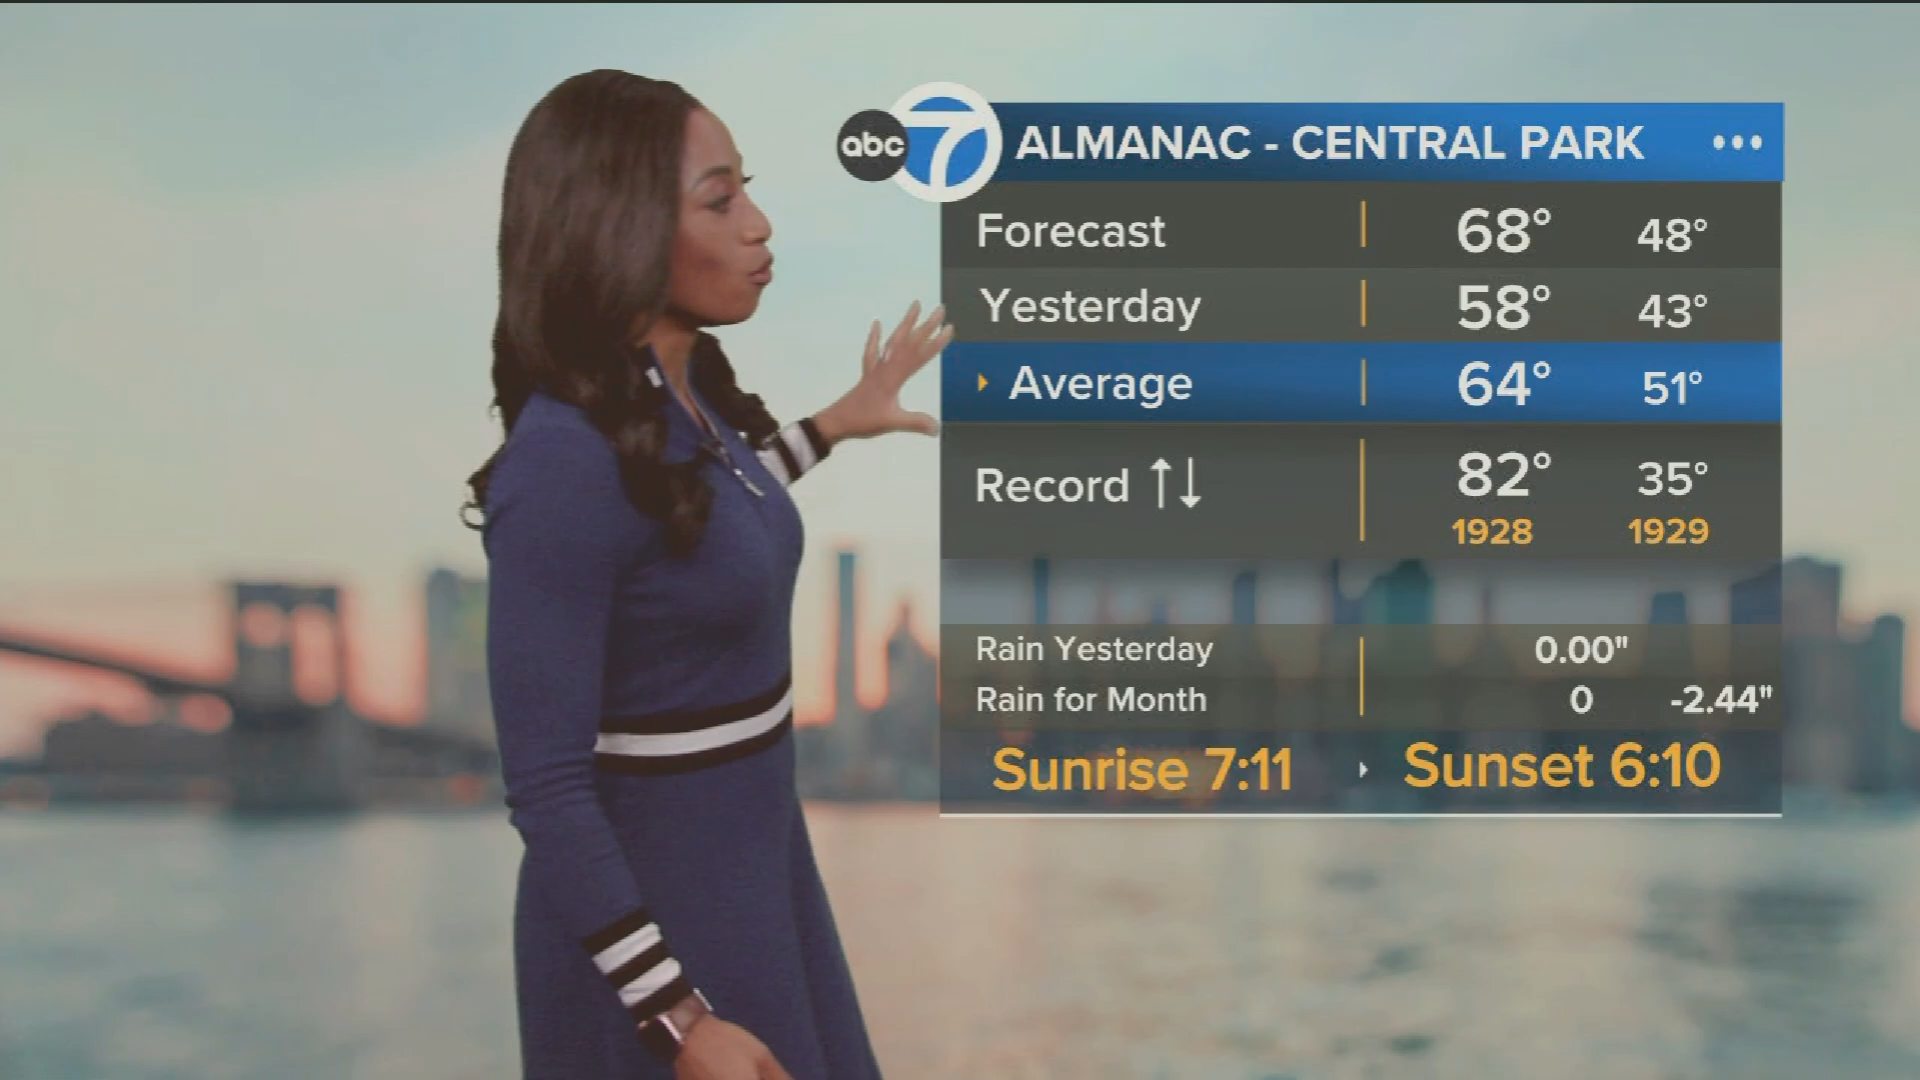 abc 7 ALMANAC - CENTRAL PARK
Forecast 68° 48°
Yesterday 58° 43°
Average 64° 51°
Record ↑↓ 82° 35°
1928 1929
Rain Yesterday 0.00"
Rain for Month 0 -2.44"
Sunrise 7:11 Sunset 6:10